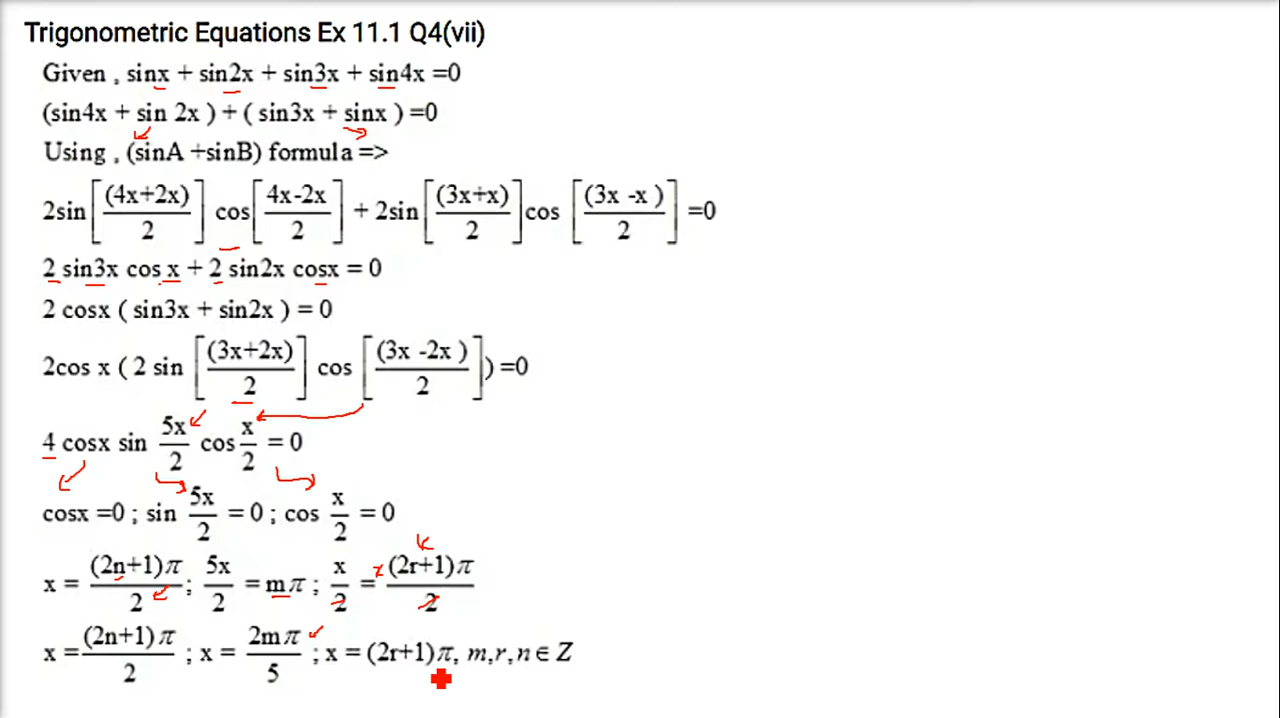 Trigonometric Equations Ex 11.1 Q4(vii)
Given , sinx + sin2x + sin3x + sin4x =0
(sin4x + sin 2x ) + ( sin3x + sinx ) =0
Using , (sinA +sinB) formula =>
2sin[(4x+2x)/2] cos[4x-2x/2] + 2sin[(3x+x)/2]cos [(3x -x )/2] =0
2 sin3x cos x + 2 sin2x cosx = 0
2 cosx ( sin3x + sin2x ) = 0
2cos x ( 2 sin [(3x+2x)/2] cos [(3x -2x )/2]) =0
4 cosx sin 5x/2 cos x/2 = 0
cosx =0 ; sin 5x/2 = 0 ; cos x/2 = 0
x = (2n+1)π/2 ; 5x/2 = mπ ; x/2 = (2r+1)π/2
x = (2n+1)π/2 ; x = 2mπ/5 ; x = (2r+1)π, m,r,n ∈ Z